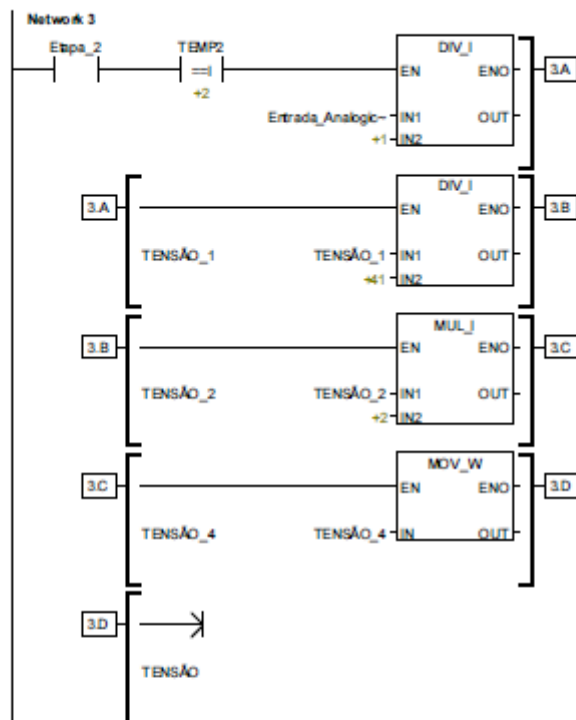 Network 3
Etapa_2 TEMP2 DIV_I
==I EN ENO 3.A
+2
Entrada_Analogic~ IN1 OUT
+1 IN2
DIV_I
3.A EN ENO 3.B
TENSÃO_1 TENSÃO_1 IN1 OUT
+41 IN2
MUL_I
3.B EN ENO 3.C
TENSÃO_2 TENSÃO_2 IN1 OUT
+2 IN2
MOV_W
3.C EN ENO 3.D
TENSÃO_4 TENSÃO_4 IN OUT
3.D
TENSÃO